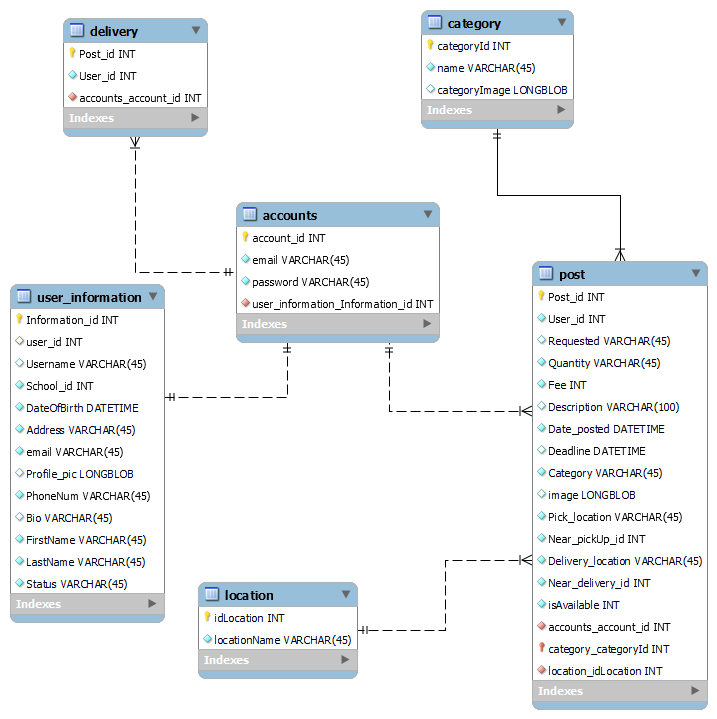 delivery
Post_id INT
User_id INT
accounts_account_id INT
Indexes
category
categoryId INT
name VARCHAR(45)
categoryImage LONGBLOB
Indexes
accounts
account_id INT
email VARCHAR(45)
password VARCHAR(45)
user_information_Information_id INT
Indexes
user_information
Information_id INT
user_id INT
Username VARCHAR(45)
School_id INT
DateOfBirth DATETIME
Address VARCHAR(45)
email VARCHAR(45)
Profile_pic LONGBLOB
PhoneNum VARCHAR(45)
Bio VARCHAR(45)
FirstName VARCHAR(45)
LastName VARCHAR(45)
Status VARCHAR(45)
Indexes
post
Post_id INT
User_id INT
Requested VARCHAR(45)
Quantity VARCHAR(45)
Fee INT
Description VARCHAR(100)
Date_posted DATETIME
Deadline DATETIME
Category VARCHAR(45)
image LONGBLOB
Pick_location VARCHAR(45)
Near_pickUp_id INT
Delivery_location VARCHAR(45)
Near_delivery_id INT
isAvailable INT
accounts_account_id INT
category_categoryId INT
location_idLocation INT
Indexes
location
idLocation INT
locationName VARCHAR(45)
Indexes